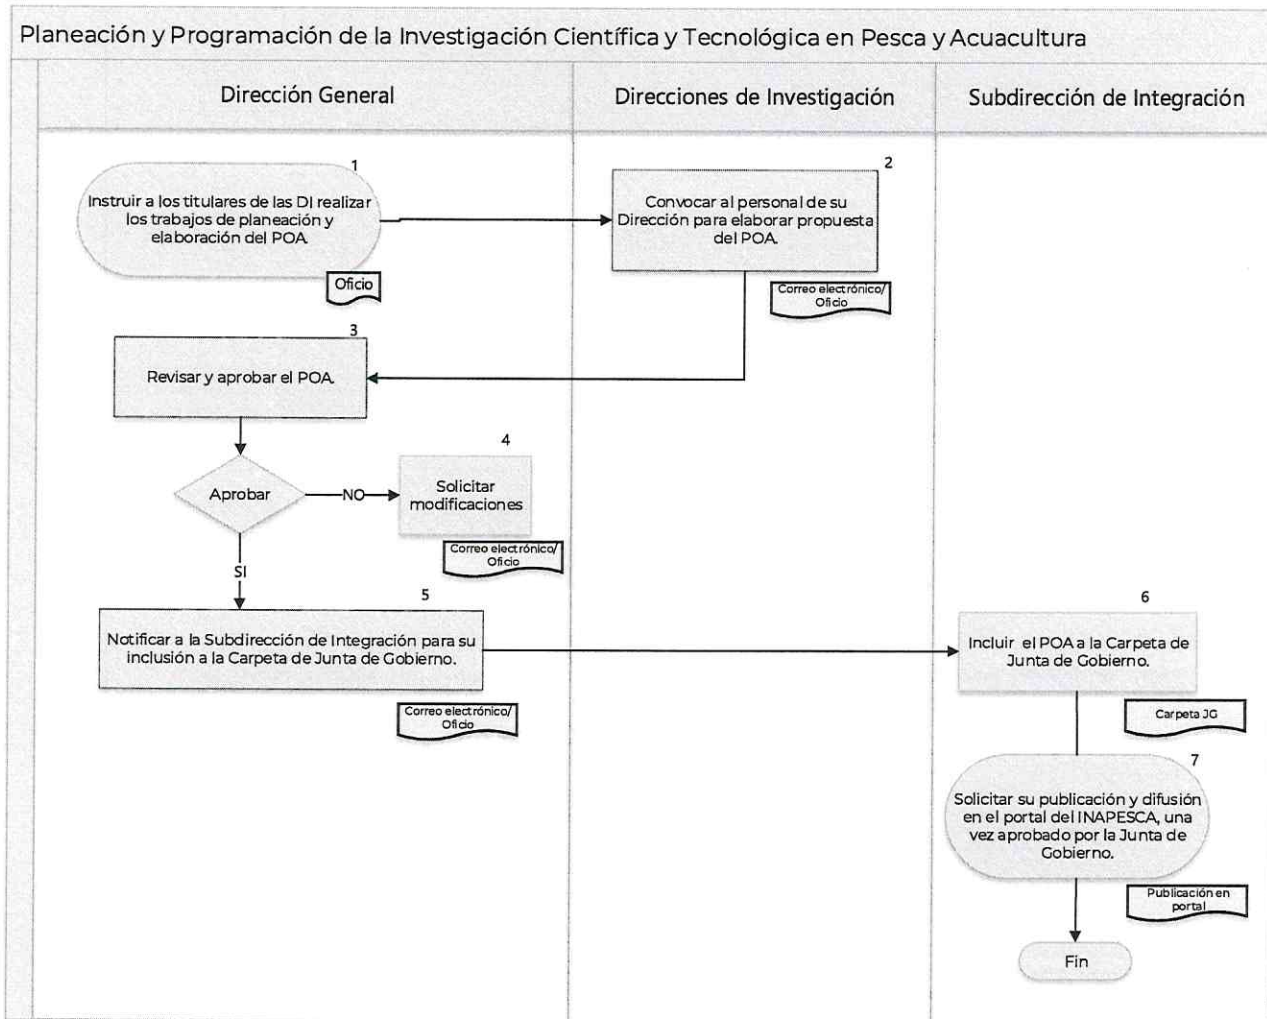 Planeación y Programación de la Investigación Científica y Tecnológica en Pesca y Acuacultura
Dirección General
Direcciones de Investigación
Subdirección de Integración
1
Instruir a los titulares de las DI realizar
los trabajos de planeación y
elaboración del POA.
Oficio
2
Convocar al personal de su
Dirección para elaborar propuesta
del POA.
Correo electrónico/
Oficio
3
Revisar y aprobar el POA.
Aprobar
NO
4
Solicitar
modificaciones
Correo electrónico/
Oficio
SI
5
Notificar a la Subdirección de Integración para su
inclusión a la Carpeta de Junta de Gobierno.
Correo electrónico/
Oficio
6
Incluir el POA a la Carpeta de
Junta de Gobierno.
Carpeta JG
7
Solicitar su publicación y difusión
en el portal del INAPESCA, una
vez aprobado por la Junta de
Gobierno.
Publicación en
portal
Fin